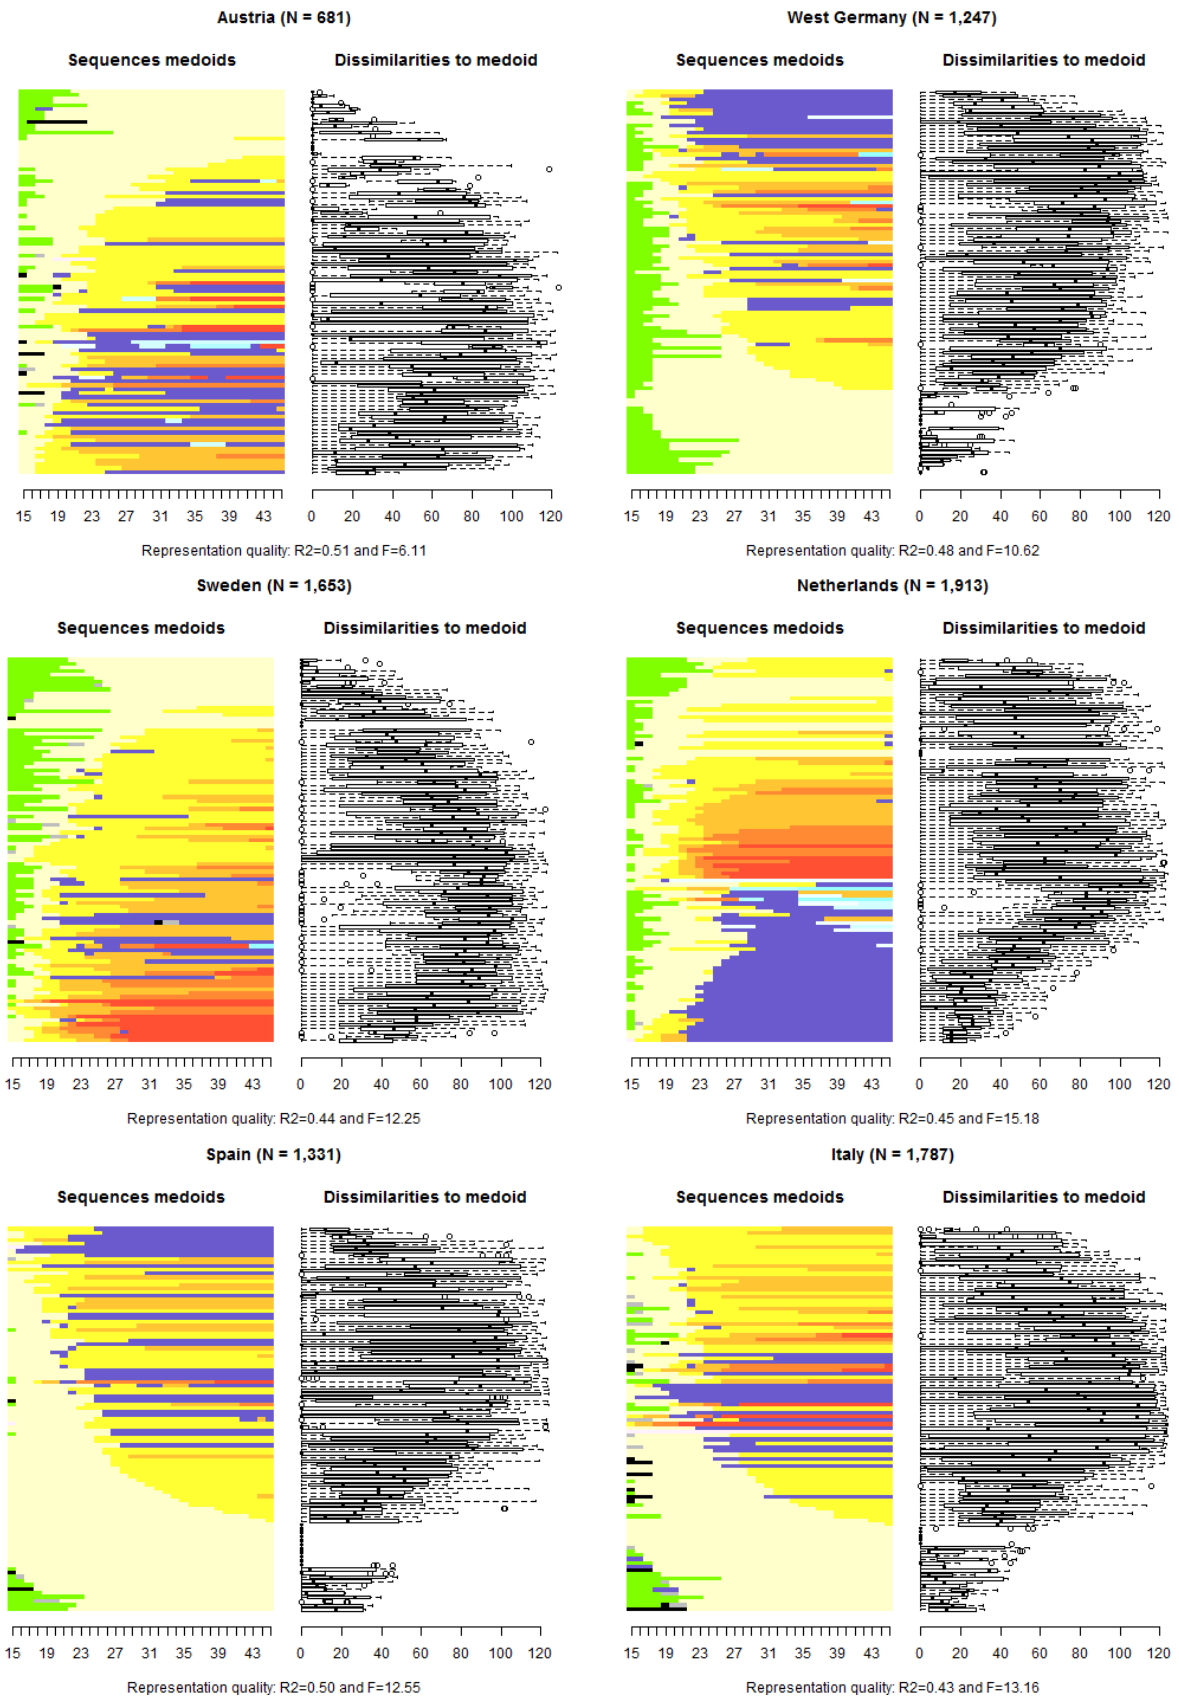 Austria (N = 681)
Sequences medoids
Dissimilarities to medoid
15 19 23 27 31 35 39 43
0 20 40 60 80 100 120
Representation quality: R2=0.51 and F=6.11
West Germany (N = 1,247)
Sequences medoids
Dissimilarities to medoid
15 19 23 27 31 35 39 43
0 20 40 60 80 100 120
Representation quality: R2=0.48 and F=10.62
Sweden (N = 1,653)
Sequences medoids
Dissimilarities to medoid
15 19 23 27 31 35 39 43
0 20 40 60 80 100 120
Representation quality: R2=0.44 and F=12.25
Netherlands (N = 1,913)
Sequences medoids
Dissimilarities to medoid
15 19 23 27 31 35 39 43
0 20 40 60 80 100 120
Representation quality: R2=0.45 and F=15.18
Spain (N = 1,331)
Sequences medoids
Dissimilarities to medoid
15 19 23 27 31 35 39 43
0 20 40 60 80 100 120
Representation quality: R2=0.50 and F=12.55
Italy (N = 1,787)
Sequences medoids
Dissimilarities to medoid
15 19 23 27 31 35 39 43
0 20 40 60 80 100 120
Representation quality: R2=0.43 and F=13.16